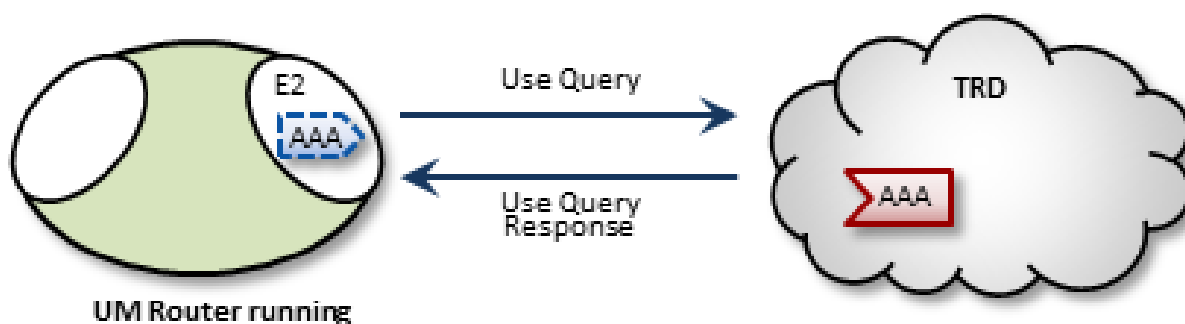 E2
AAA
Use Query
Use Query
Response
TRD
AAA
UM Router running